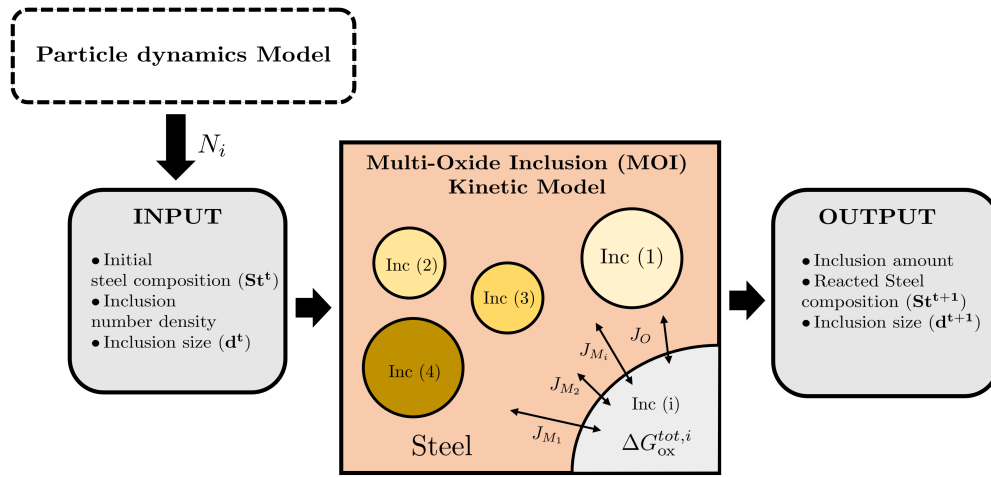 Particle dynamics Model
N_i
INPUT
• Initial
steel composition (St^t)
• Inclusion
number density
• Inclusion size (d^t)
Multi-Oxide Inclusion (MOI)
Kinetic Model
Inc (1)
Inc (2)
Inc (3)
Inc (4)
J_O
J_{M_i}
J_{M_2}
J_{M_1}
Inc (i)
ΔG_{ox}^{tot,i}
Steel
OUTPUT
• Inclusion amount
• Reacted Steel
composition (St^{t+1})
• Inclusion size (d^{t+1})